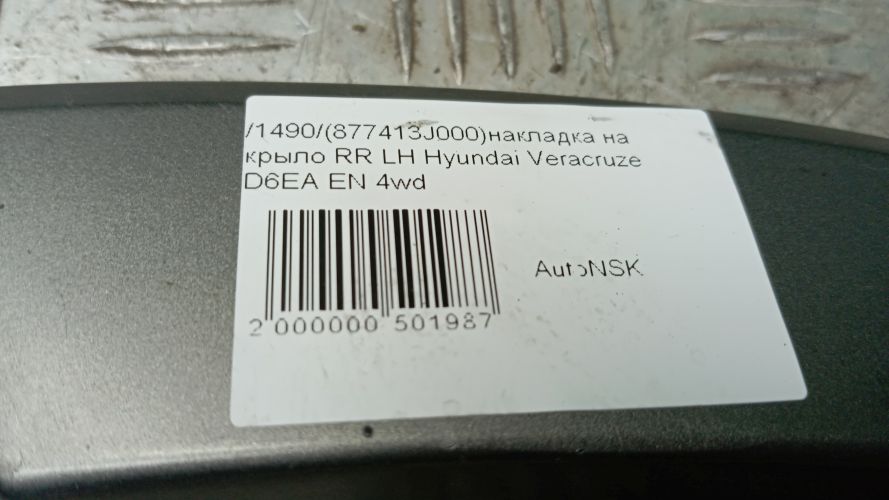 /1490/(877413J000)накладка на
крыло RR LH Hyundai Veracruze
D6EA EN 4wd
AutoNSK
2 000000 501987